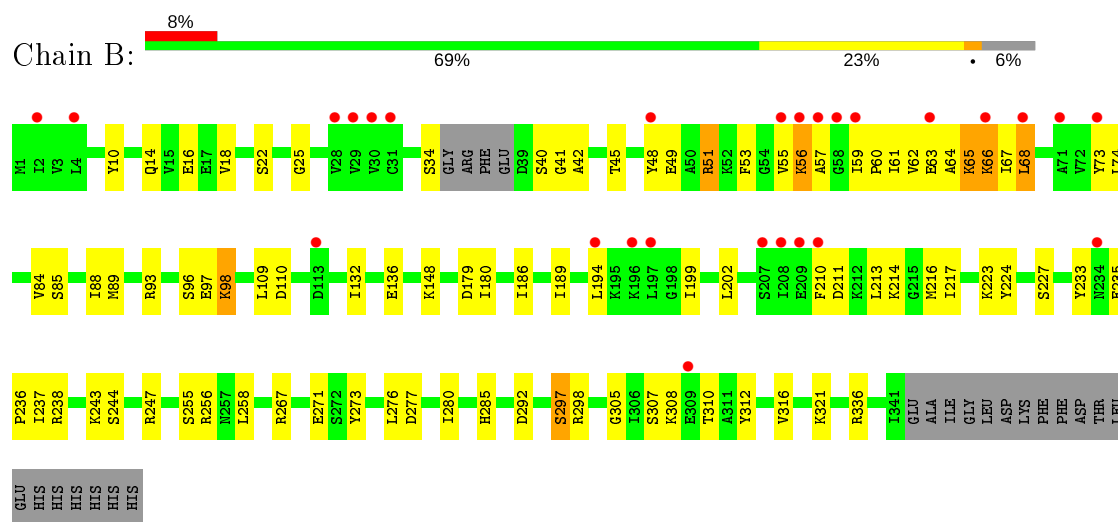 8%
Chain B:
69% 23% • 6%
M1 I2 V3 L4 Y10 Q14 V15 E16 E17 V18 S22 G25 V28 V29 V30 C31 S34 GLY ARG PHE GLU D39 S40 G41 A42 T45 Y48 E49 A50 R51 K52 F53 G54 V55 K56 A57 G58 I59 P60 I61 V62 E63 A64 K65 K66 I67 L68 A71 V72 Y73 L74
V84 S85 I88 M89 R93 S96 E97 K98 L109 D110 D113 I132 E136 K148 D179 I180 I186 I189 L194 K195 K196 L197 G198 I199 L202 S207 I208 E209 F210 D211 K212 L213 K214 G215 M216 I217 K223 Y224 S227 Y233 N234
P236 I237 R238 K243 S244 R247 S255 R256 N257 L258 R267 E271 S272 Y273 L276 D277 I280 H285 D292 S297 R298 G305 I306 S307 K308 E309 T310 A311 Y312 V316 K321 R336 I341 GLU ALA ILE GLY LEU ASP LYS PHE PHE ASP THR
GLU HIS HIS HIS HIS HIS HIS